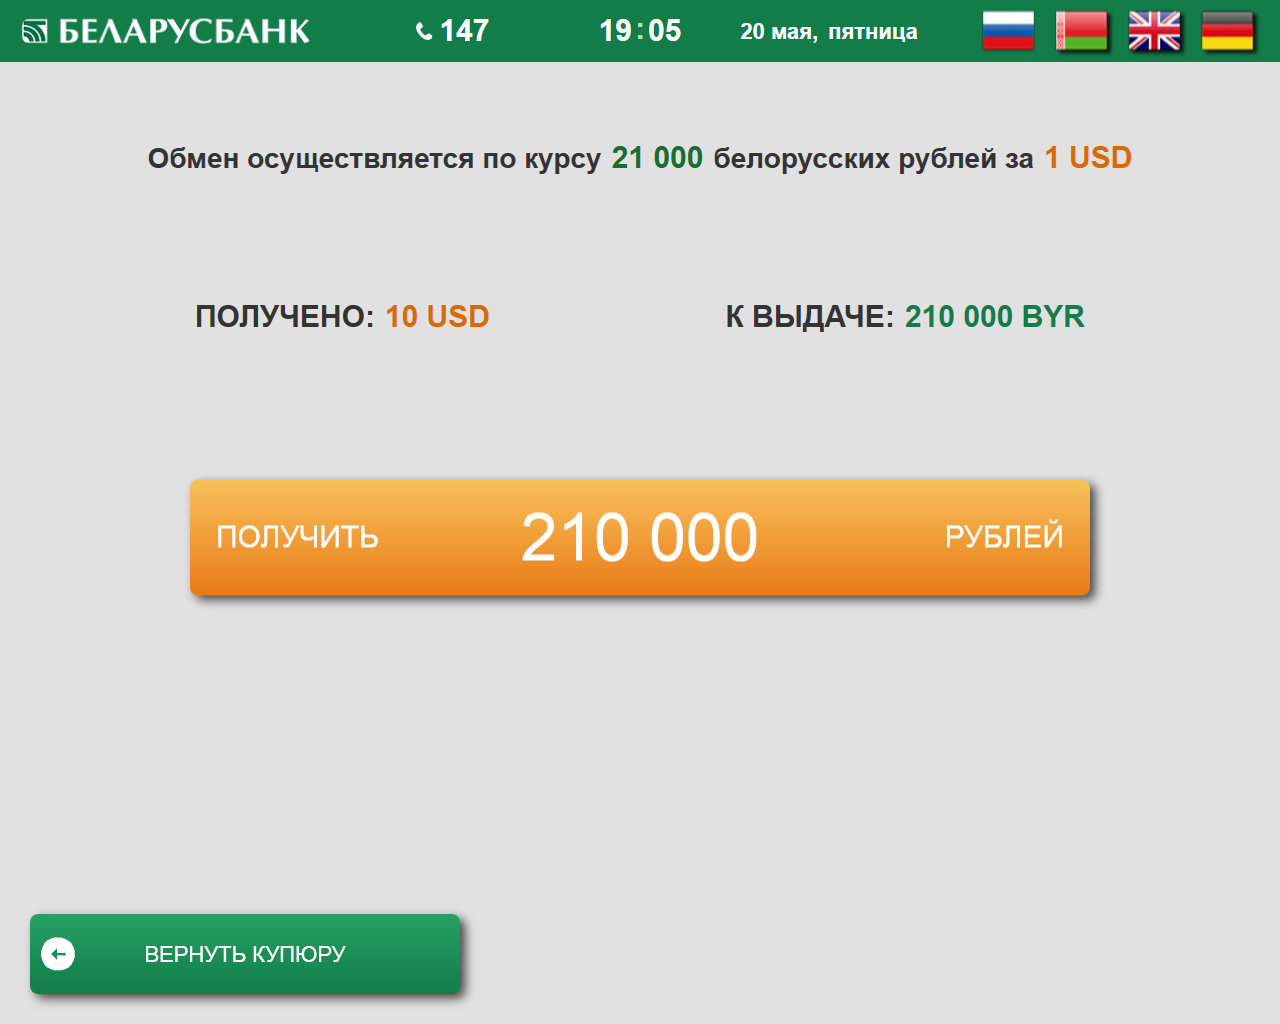 БЕЛАРУСБАНК 147 19:05 20 мая, пятница
Обмен осуществляется по курсу 21 000 белорусских рублей за 1 USD
ПОЛУЧЕНО: 10 USD К ВЫДАЧЕ: 210 000 BYR
ПОЛУЧИТЬ 210 000 РУБЛЕЙ
ВЕРНУТЬ КУПЮРУ